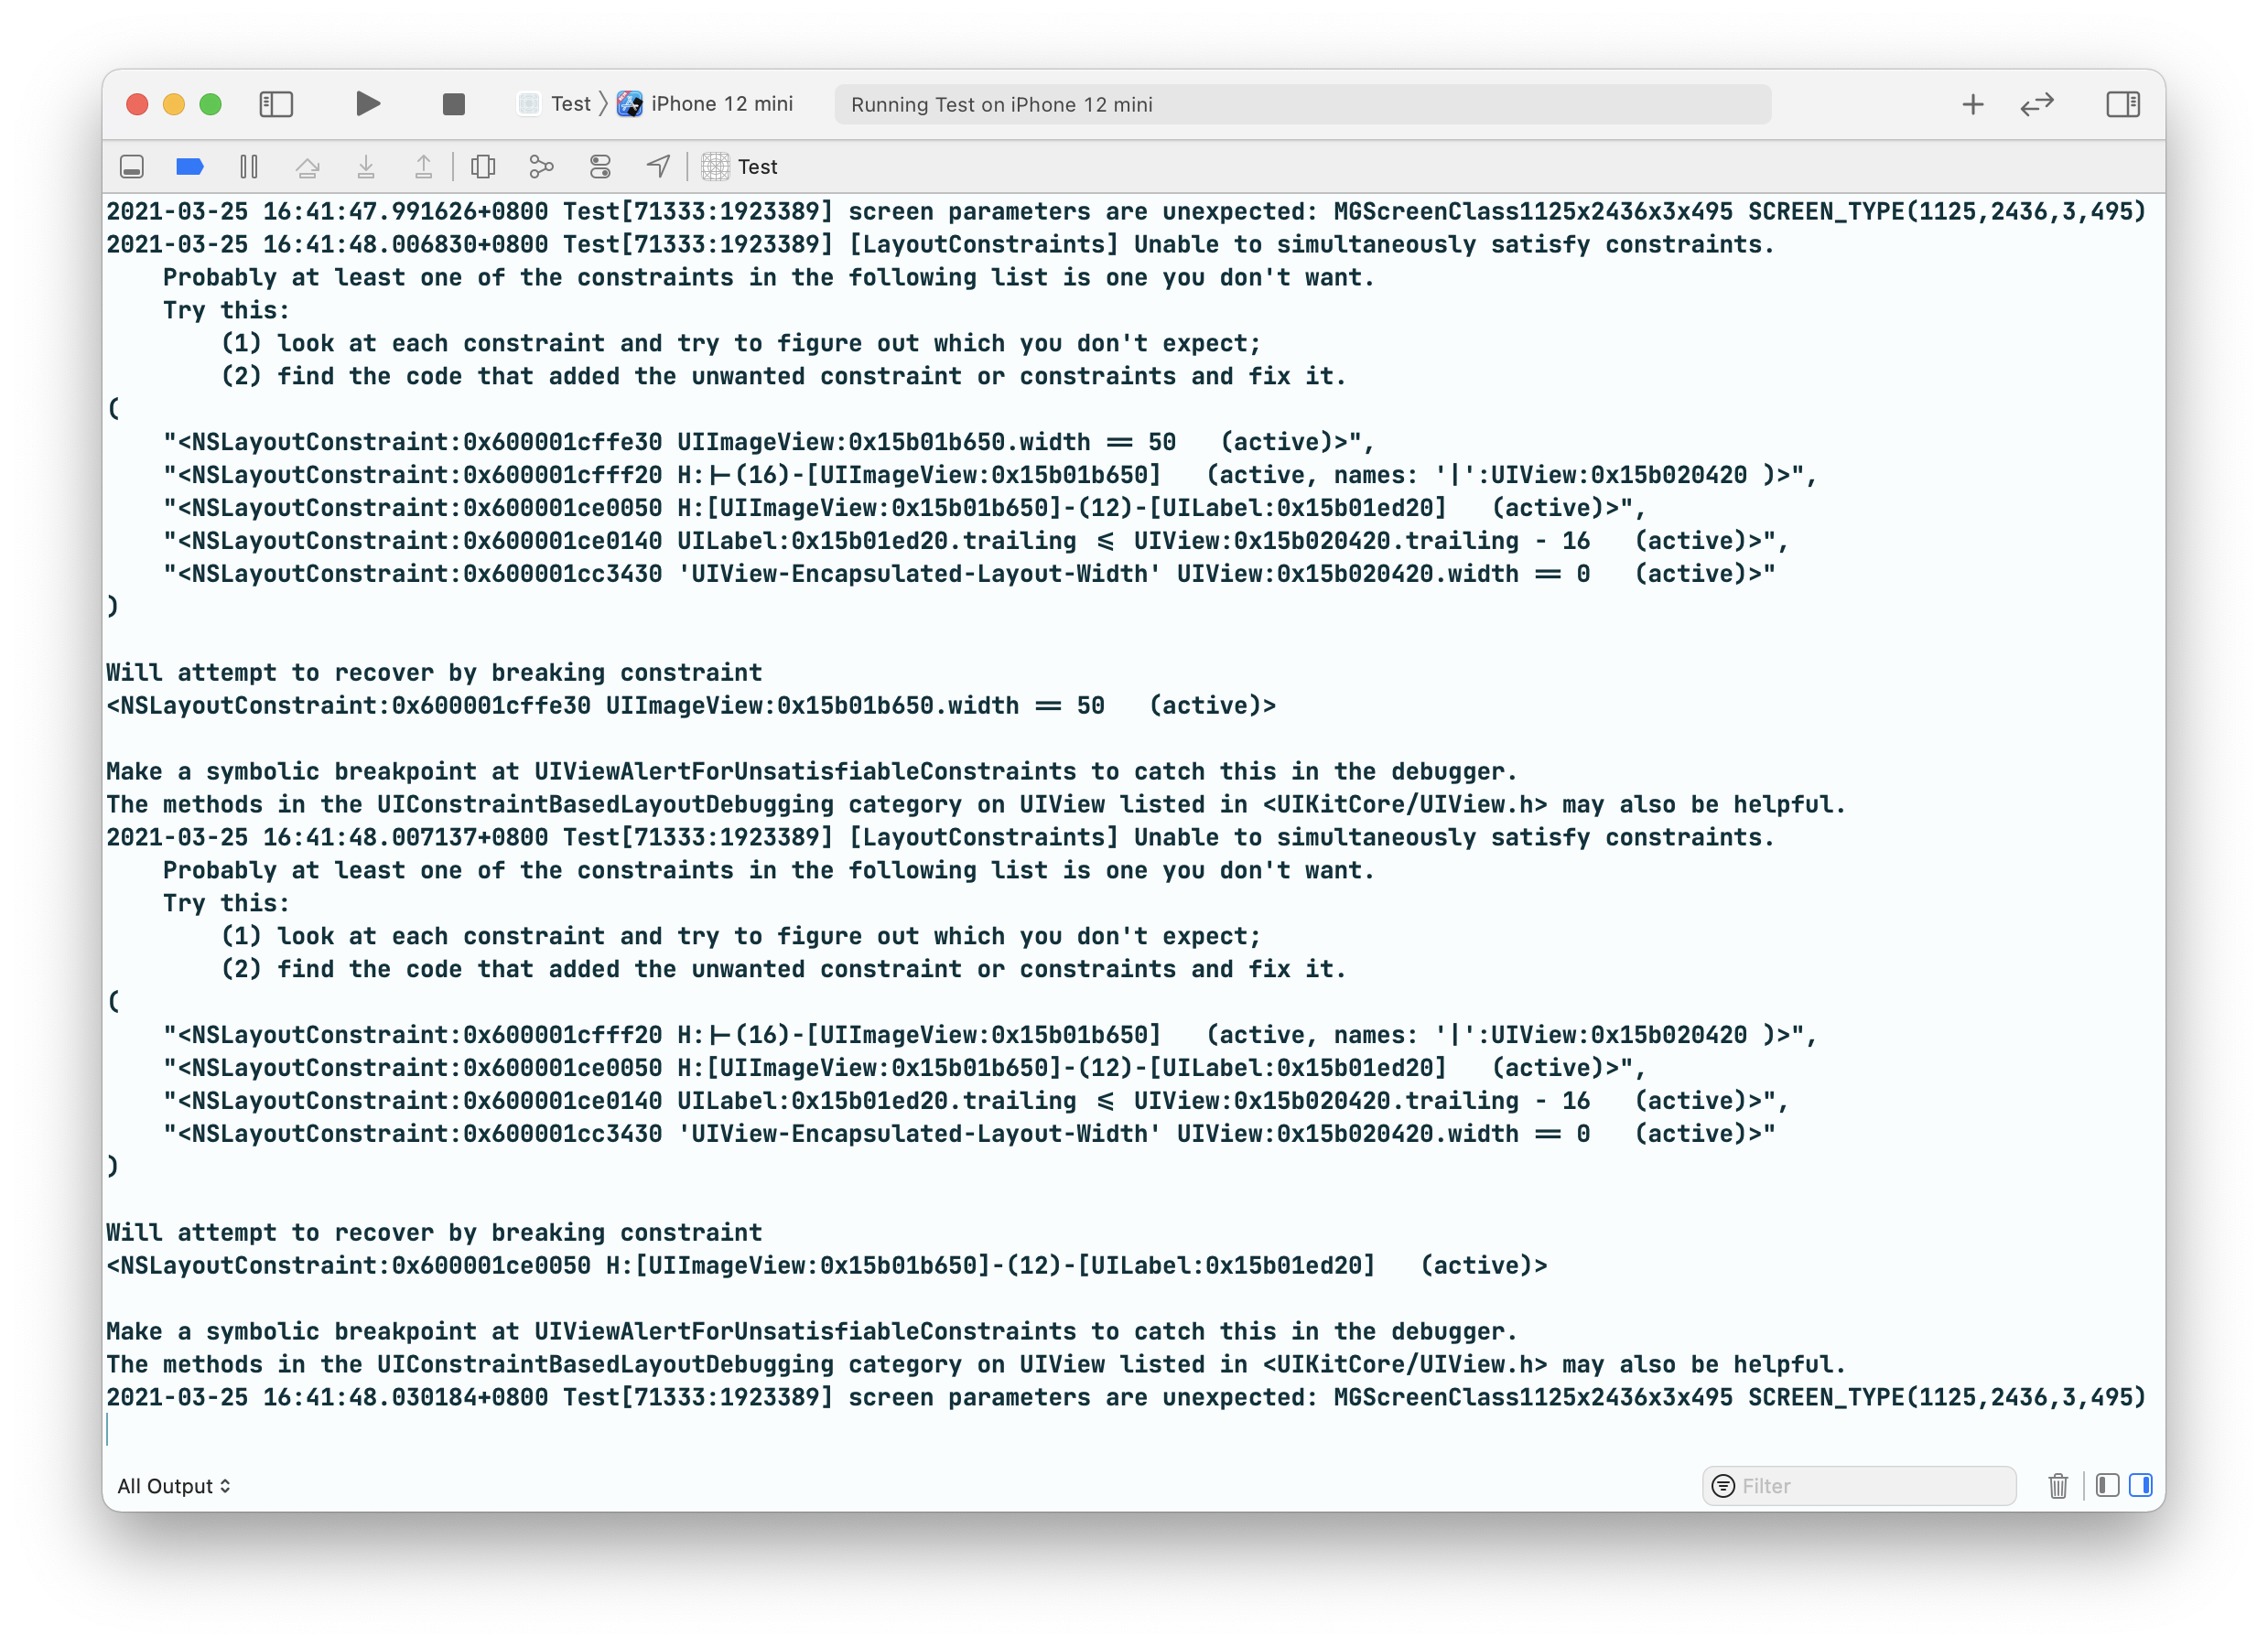 Test 〉 iPhone 12 mini
Running Test on iPhone 12 mini
Test
2021-03-25 16:41:47.991626+0800 Test[71333:1923389] screen parameters are unexpected: MGScreenClass1125x2436x3x495 SCREEN_TYPE(1125,2436,3,495)
2021-03-25 16:41:48.006830+0800 Test[71333:1923389] [LayoutConstraints] Unable to simultaneously satisfy constraints.
    Probably at least one of the constraints in the following list is one you don't want.
    Try this:
        (1) look at each constraint and try to figure out which you don't expect;
        (2) find the code that added the unwanted constraint or constraints and fix it.
(
    "<NSLayoutConstraint:0x600001cffe30 UIImageView:0x15b01b650.width == 50   (active)>",
    "<NSLayoutConstraint:0x600001cfff20 H:|-(16)-[UIImageView:0x15b01b650]   (active, names: '|':UIView:0x15b020420 )>",
    "<NSLayoutConstraint:0x600001ce0050 H:[UIImageView:0x15b01b650]-(12)-[UILabel:0x15b01ed20]   (active)>",
    "<NSLayoutConstraint:0x600001ce0140 UILabel:0x15b01ed20.trailing <= UIView:0x15b020420.trailing - 16   (active)>",
    "<NSLayoutConstraint:0x600001cc3430 'UIView-Encapsulated-Layout-Width' UIView:0x15b020420.width == 0   (active)>"
)
Will attempt to recover by breaking constraint
<NSLayoutConstraint:0x600001cffe30 UIImageView:0x15b01b650.width == 50   (active)>
Make a symbolic breakpoint at UIViewAlertForUnsatisfiableConstraints to catch this in the debugger.
The methods in the UIConstraintBasedLayoutDebugging category on UIView listed in <UIKitCore/UIView.h> may also be helpful.
2021-03-25 16:41:48.007137+0800 Test[71333:1923389] [LayoutConstraints] Unable to simultaneously satisfy constraints.
    Probably at least one of the constraints in the following list is one you don't want.
    Try this:
        (1) look at each constraint and try to figure out which you don't expect;
        (2) find the code that added the unwanted constraint or constraints and fix it.
(
    "<NSLayoutConstraint:0x600001cfff20 H:|-(16)-[UIImageView:0x15b01b650]   (active, names: '|':UIView:0x15b020420 )>",
    "<NSLayoutConstraint:0x600001ce0050 H:[UIImageView:0x15b01b650]-(12)-[UILabel:0x15b01ed20]   (active)>",
    "<NSLayoutConstraint:0x600001ce0140 UILabel:0x15b01ed20.trailing <= UIView:0x15b020420.trailing - 16   (active)>",
    "<NSLayoutConstraint:0x600001cc3430 'UIView-Encapsulated-Layout-Width' UIView:0x15b020420.width == 0   (active)>"
)
Will attempt to recover by breaking constraint
<NSLayoutConstraint:0x600001ce0050 H:[UIImageView:0x15b01b650]-(12)-[UILabel:0x15b01ed20]   (active)>
Make a symbolic breakpoint at UIViewAlertForUnsatisfiableConstraints to catch this in the debugger.
The methods in the UIConstraintBasedLayoutDebugging category on UIView listed in <UIKitCore/UIView.h> may also be helpful.
2021-03-25 16:41:48.030184+0800 Test[71333:1923389] screen parameters are unexpected: MGScreenClass1125x2436x3x495 SCREEN_TYPE(1125,2436,3,495)
All Output
Filter